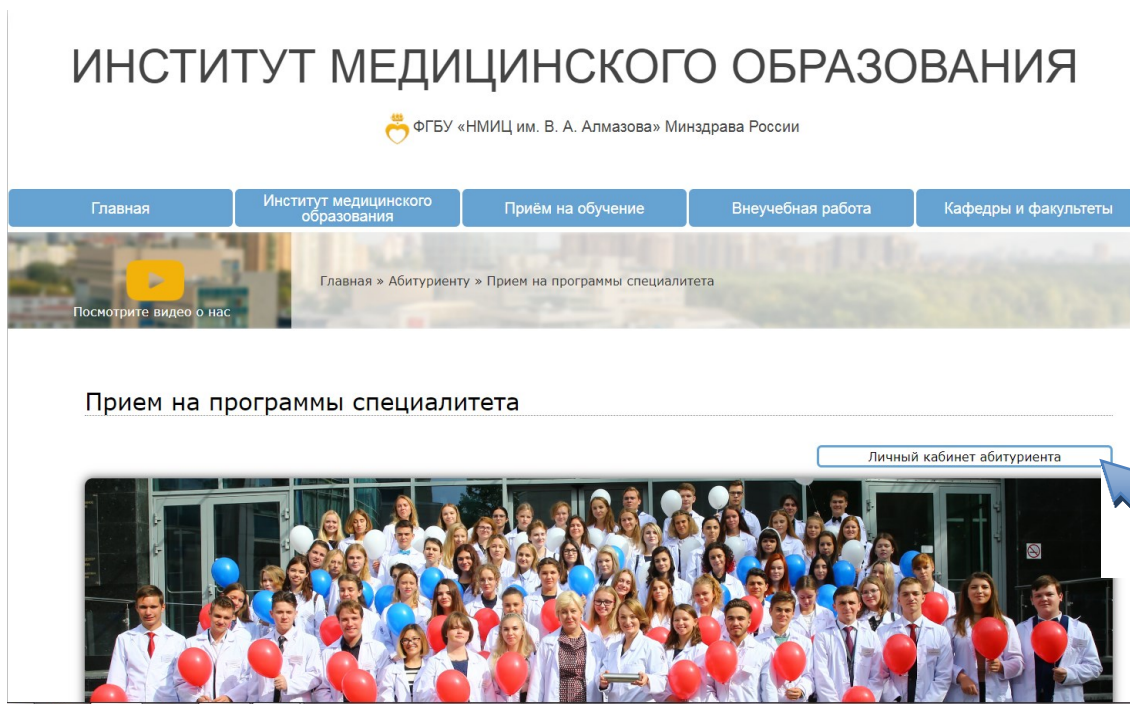 ИНСТИТУТ МЕДИЦИНСКОГО ОБРАЗОВАНИЯ
ФГБУ «НМИЦ им. В. А. Алмазова» Минздрава России
Главная
Институт медицинского
образования
Приём на обучение
Внеучебная работа
Кафедры и факультеты
Посмотрите видео о нас
Главная » Абитуриенту » Прием на программы специалитета
Прием на программы специалитета
Личный кабинет абитуриента